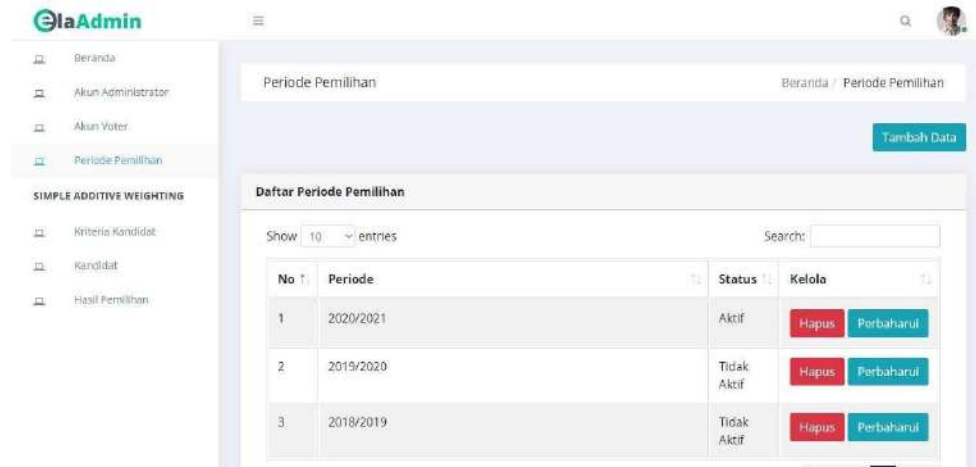 ElaAdmin
Beranda
Akun Administrator
Akun Voter
Periode Pemilihan
SIMPLE ADDITIVE WEIGHTING
Kriteria Kandidat
Kandidat
Hasil Pemilihan
Periode Pemilihan
Beranda / Periode Pemilihan
Tambah Data
Daftar Periode Pemilihan
Show 10 entries
Search:
No Periode Status Kelola
1 2020/2021 Aktif Hapus Perbaharui
2 2019/2020 Tidak Aktif Hapus Perbaharui
3 2018/2019 Tidak Aktif Hapus Perbaharui